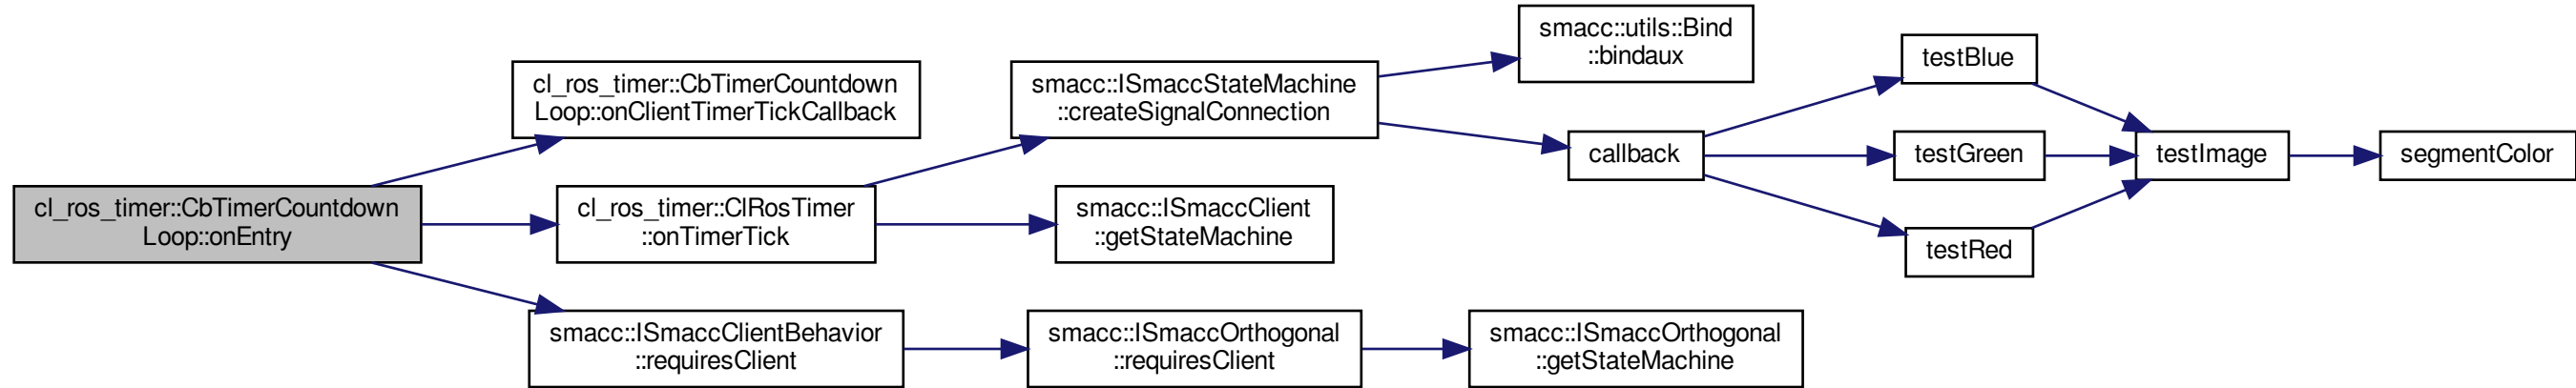 cl_ros_timer::CbTimerCountdown
Loop::onEntry
cl_ros_timer::CbTimerCountdown
Loop::onClientTimerTickCallback
cl_ros_timer::ClRosTimer
::onTimerTick
smacc::ISmaccClientBehavior
::requiresClient
smacc::ISmaccStateMachine
::createSignalConnection
smacc::ISmaccClient
::getStateMachine
smacc::ISmaccOrthogonal
::requiresClient
smacc::utils::Bind
::bindaux
callback
smacc::ISmaccOrthogonal
::getStateMachine
testBlue
testGreen
testRed
testImage
segmentColor